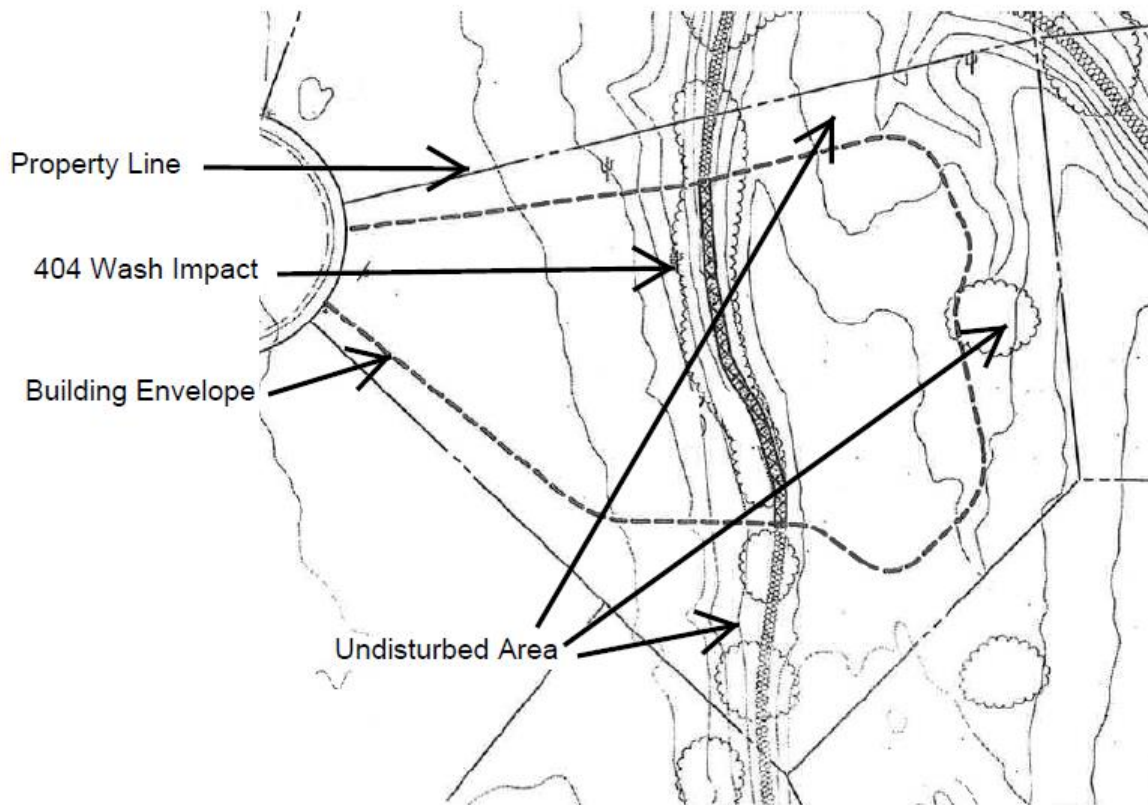 Property Line
404 Wash Impact
Building Envelope
Undisturbed Area